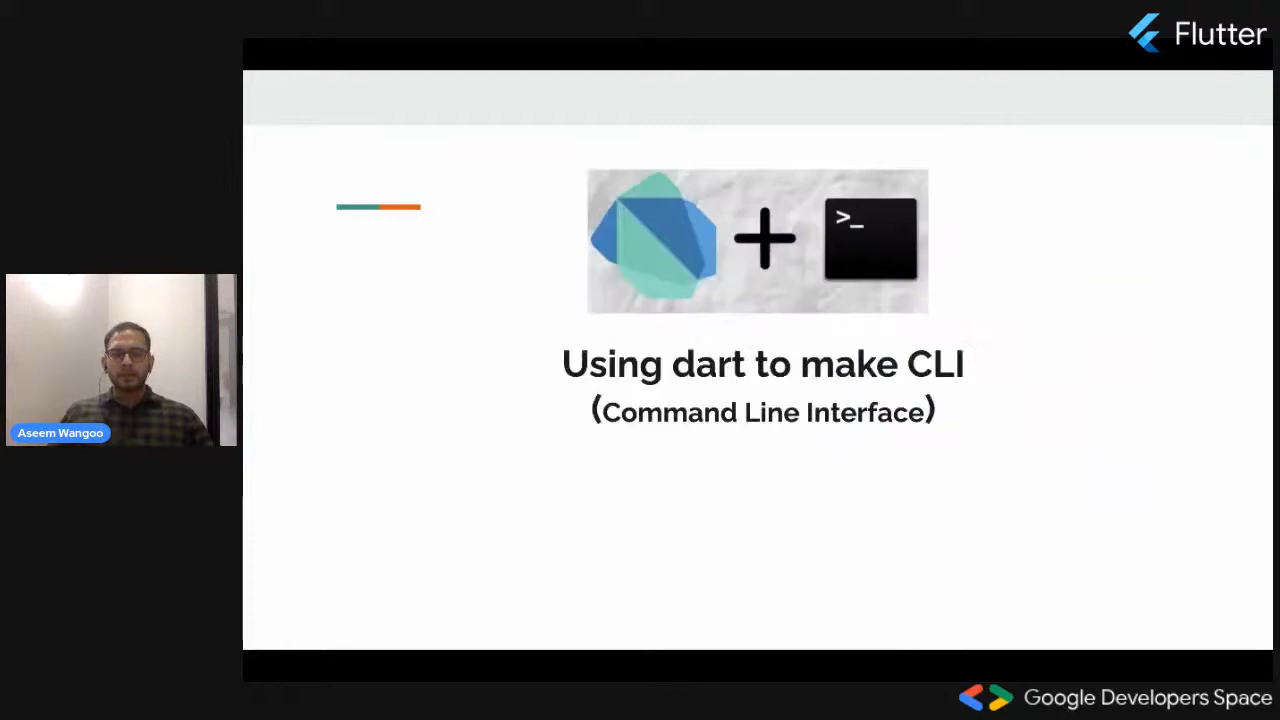 Flutter
>_
Using dart to make CLI
(Command Line Interface)
Aseem Wangoo
Google Developers Space